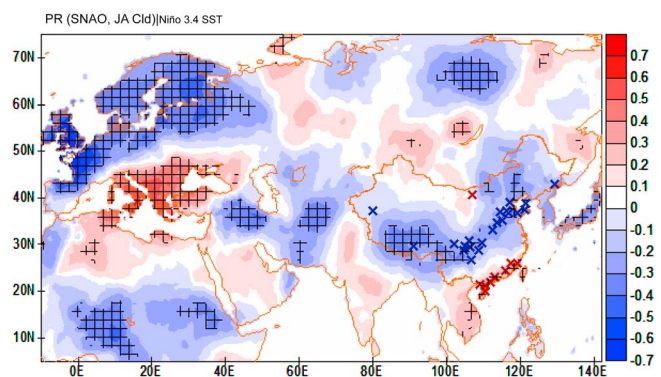 PR (SNAO, JA Cld)|Niño 3.4 SST
70N
60N
50N
40N
30N
20N
10N
0E 20E 40E 60E 80E 100E 120E 140E
0.7
0.6
0.5
0.4
0.3
0.2
0.1
0
-0.1
-0.2
-0.3
-0.4
-0.5
-0.6
-0.7